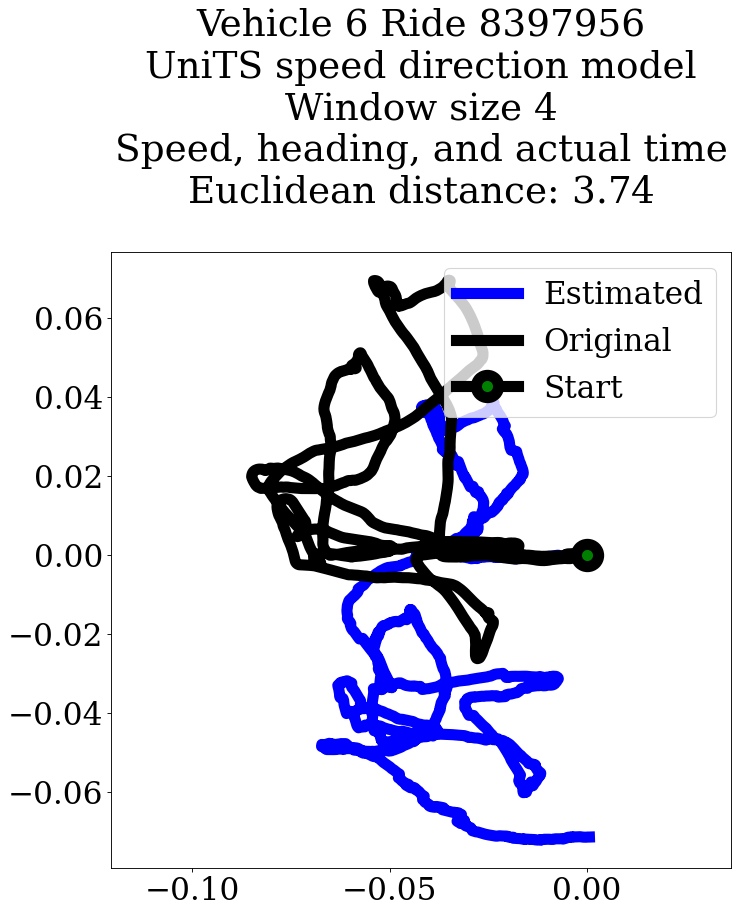 Vehicle 6 Ride 8397956
UniTS speed direction model
Window size 4
Speed, heading, and actual time
Euclidean distance: 3.74
Estimated
Original
Start
0.06
0.04
0.02
0.00
−0.02
−0.04
−0.06
−0.10 −0.05 0.00